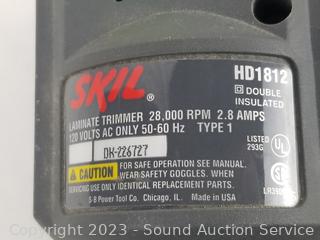 SKIL®
HD1812
DOUBLE
INSULATED
LAMINATE TRIMMER 28,000 RPM 2.8 AMPS
120 VOLTS AC ONLY 50-60 Hz TYPE 1
DK-226727
LISTED
293G
UL
®
CAUTION FOR SAFE OPERATION SEE MANUAL.
WEAR SAFETY GOGGLES. WHEN
SERVICING USE ONLY IDENTICAL REPLACEMENT PARTS.
S-B Power Tool Co. Chicago, IL. Made in USA
Copyright 2023 - Sound Auction Service